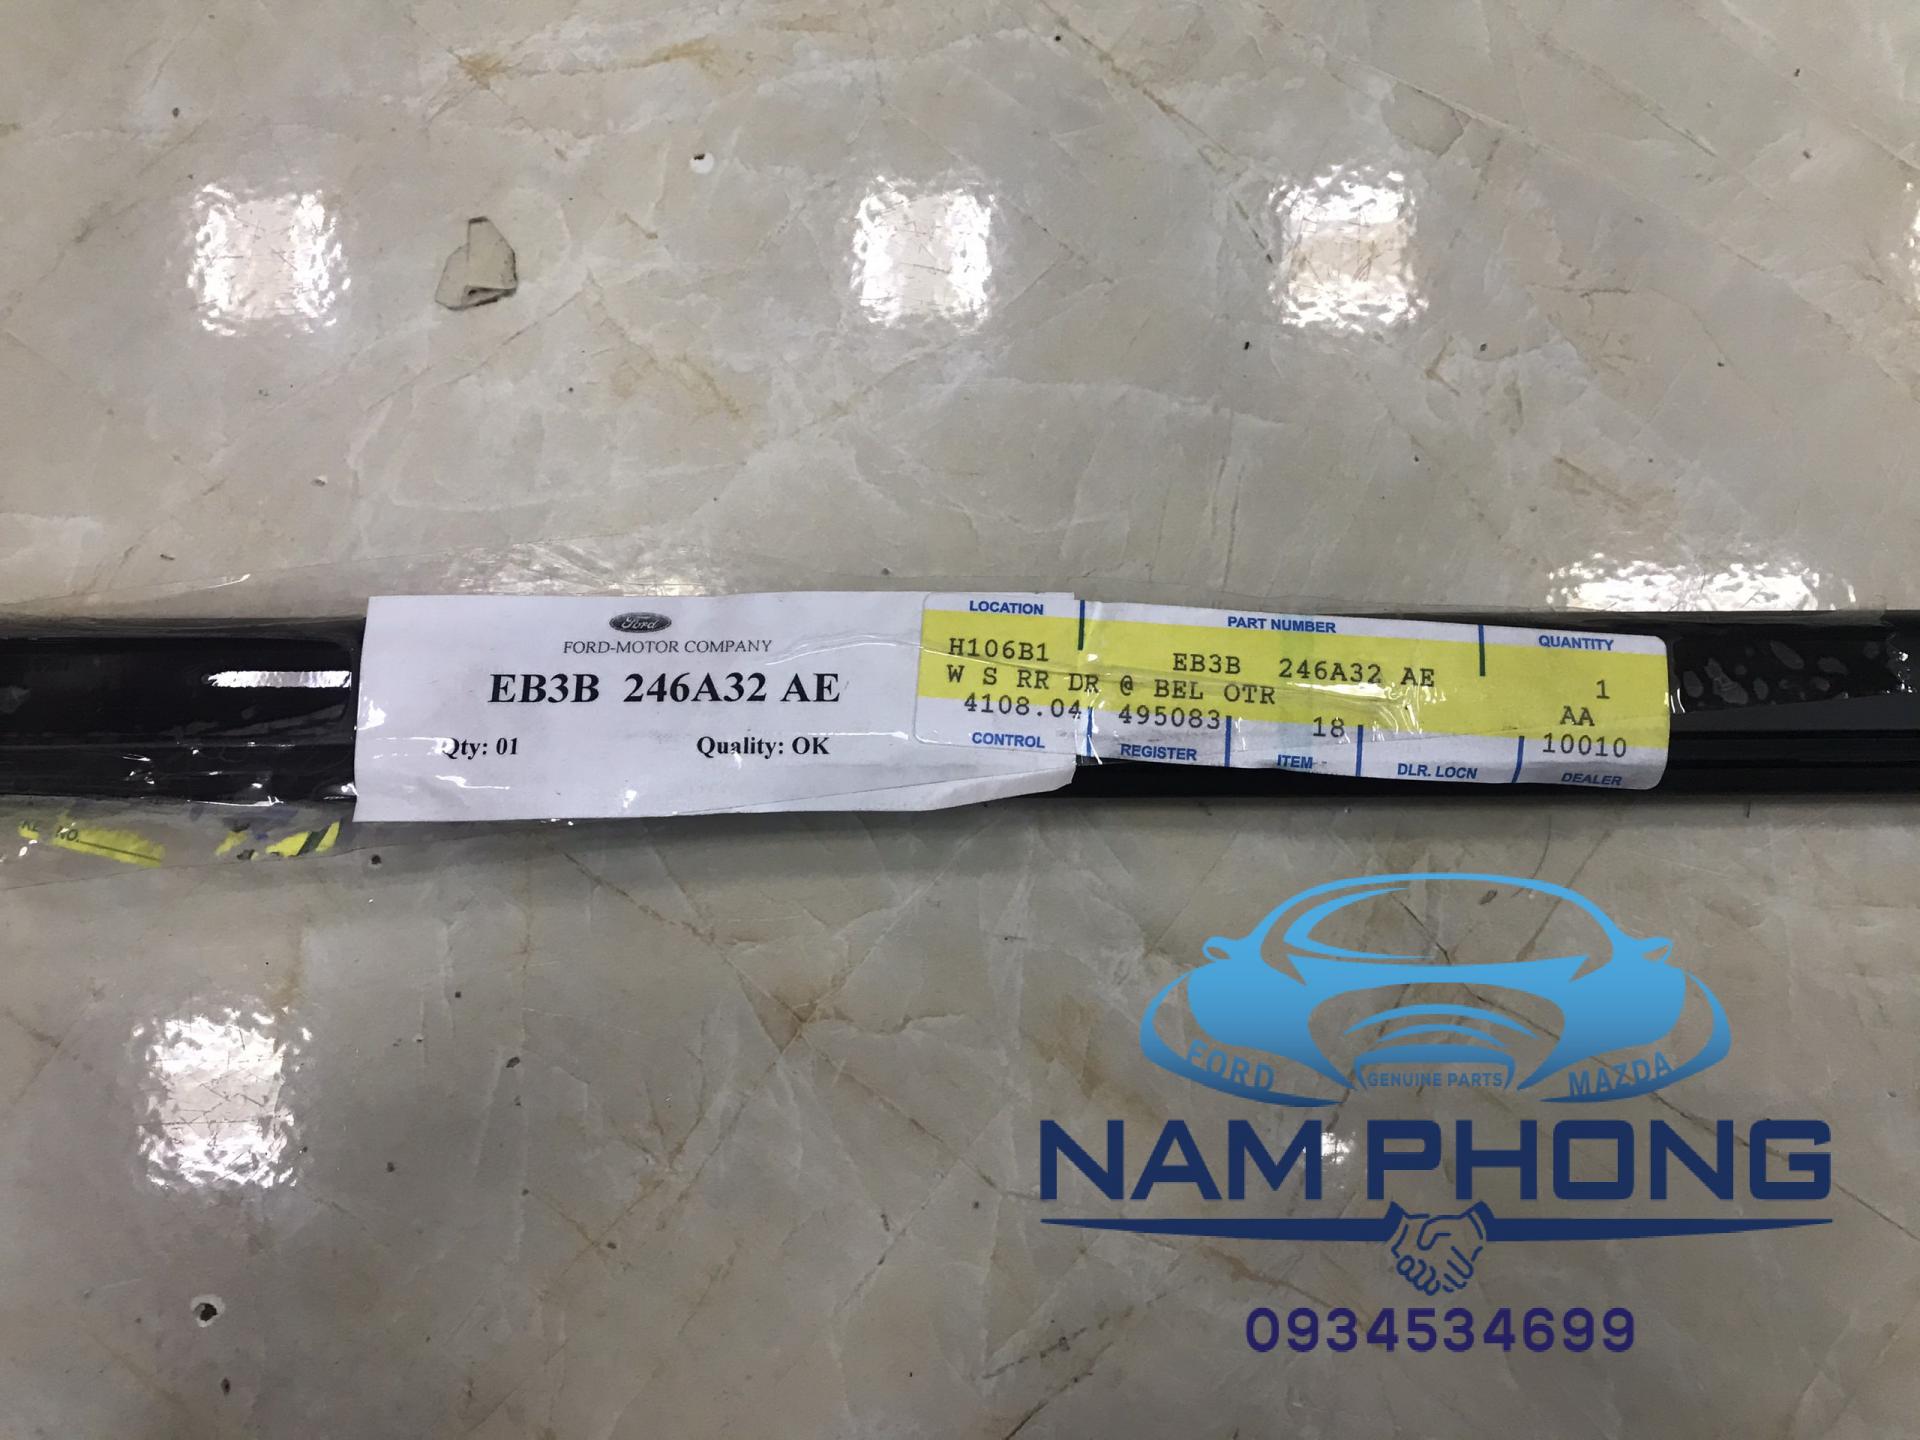 Ford
FORD-MOTOR COMPANY
EB3B 246A32 AE
Qty: 01 Quality: OK
LOCATION PART NUMBER QUANTITY
H106B1 EB3B 246A32 AE 1
W S RR DR @ BEL OTR AA
4108.04 495083 18 10010
CONTROL REGISTER ITEM DLR. LOCN DEALER
NO.
FORD GENUINE PARTS MAZDA
NAM PHONG
0934534699